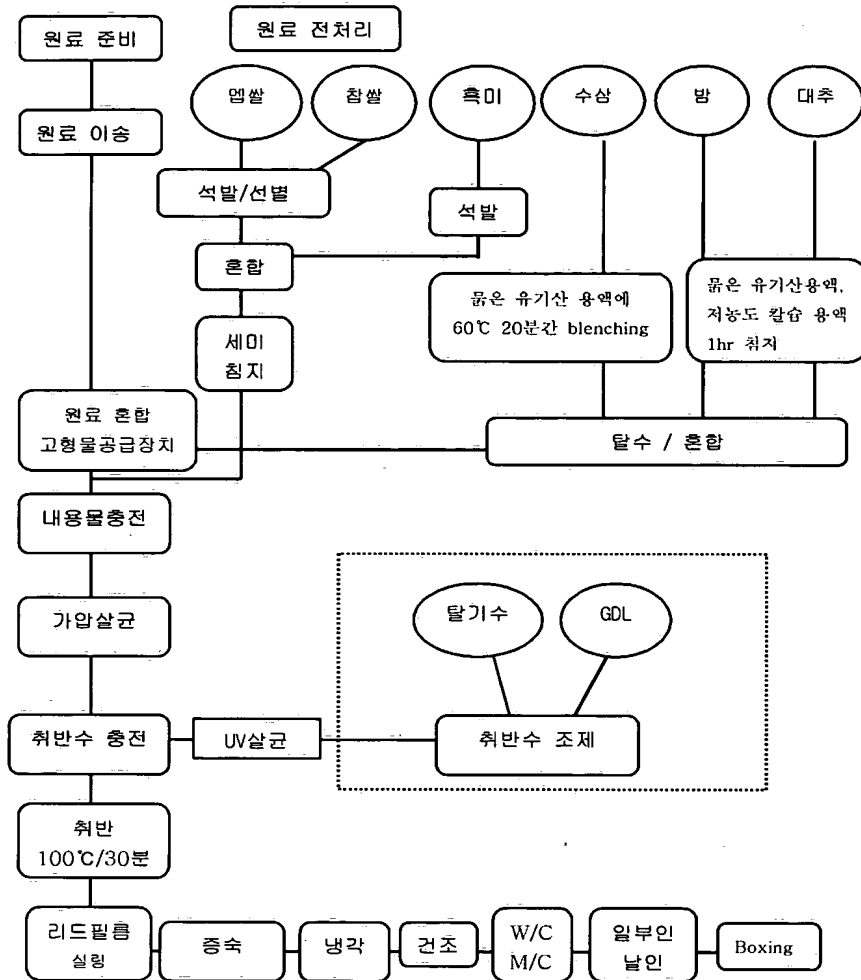 원료 준비
원료 전처리
원료 이송
멥쌀
찹쌀
흑미
수삼
밤
대추
석발/선별
석발
혼합
묽은 유기산 용액에
60℃ 20분간 blenching
묽은 유기산용액,
저농도 칼슘 용액
1hr 침지
세미
침지
원료 혼합
고형물공급장치
탈수 / 혼합
내용물충전
가압살균
탈기수
GDL
취반수 충전
UV살균
취반수 조제
취반
100℃/30분
리드필름
실링
증숙
냉각
건조
W/C
M/C
일부인
날인
Boxing